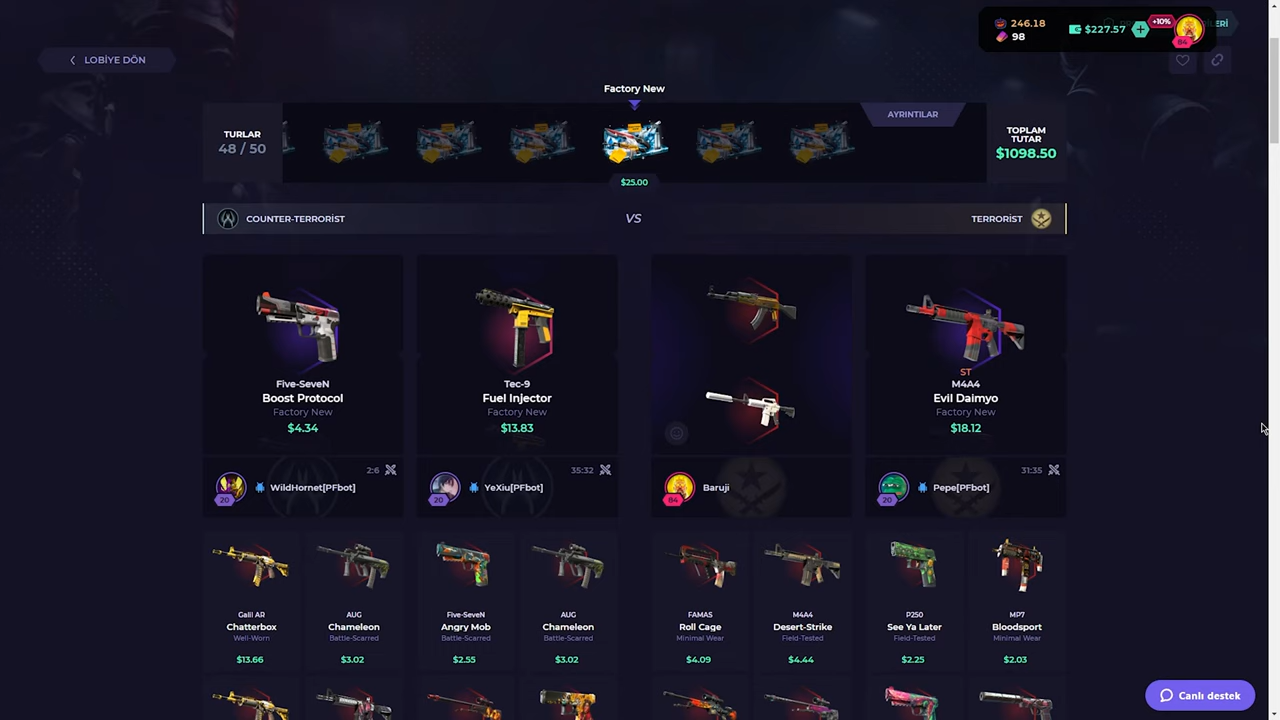 246.18
98
$227.57
+10%
84
İLERİ
LOBİYE DÖN
Factory New
TURLAR
48 / 50
AYRINTILAR
TOPLAM
TUTAR
$1098.50
$25.00
COUNTER-TERRORİST
VS
TERRORİST
Five-SeveN
Boost Protocol
Factory New
$4.34
Tec-9
Fuel Injector
Factory New
$13.83
ST
M4A4
Evil Daimyo
Factory New
$18.12
2:6
20
WildHornet[PFbot]
35:32
20
YeXiu[PFbot]
84
Baruji
31:35
20
Pepe[PFbot]
Galil AR
Chatterbox
Well-Worn
$13.66
AUG
Chameleon
Battle-Scarred
$3.02
Five-SeveN
Angry Mob
Battle-Scarred
$2.55
AUG
Chameleon
Battle-Scarred
$3.02
FAMAS
Roll Cage
Minimal Wear
$4.09
M4A4
Desert-Strike
Field-Tested
$4.44
P250
See Ya Later
Field-Tested
$2.25
MP7
Bloodsport
Minimal Wear
$2.03
Canlı destek